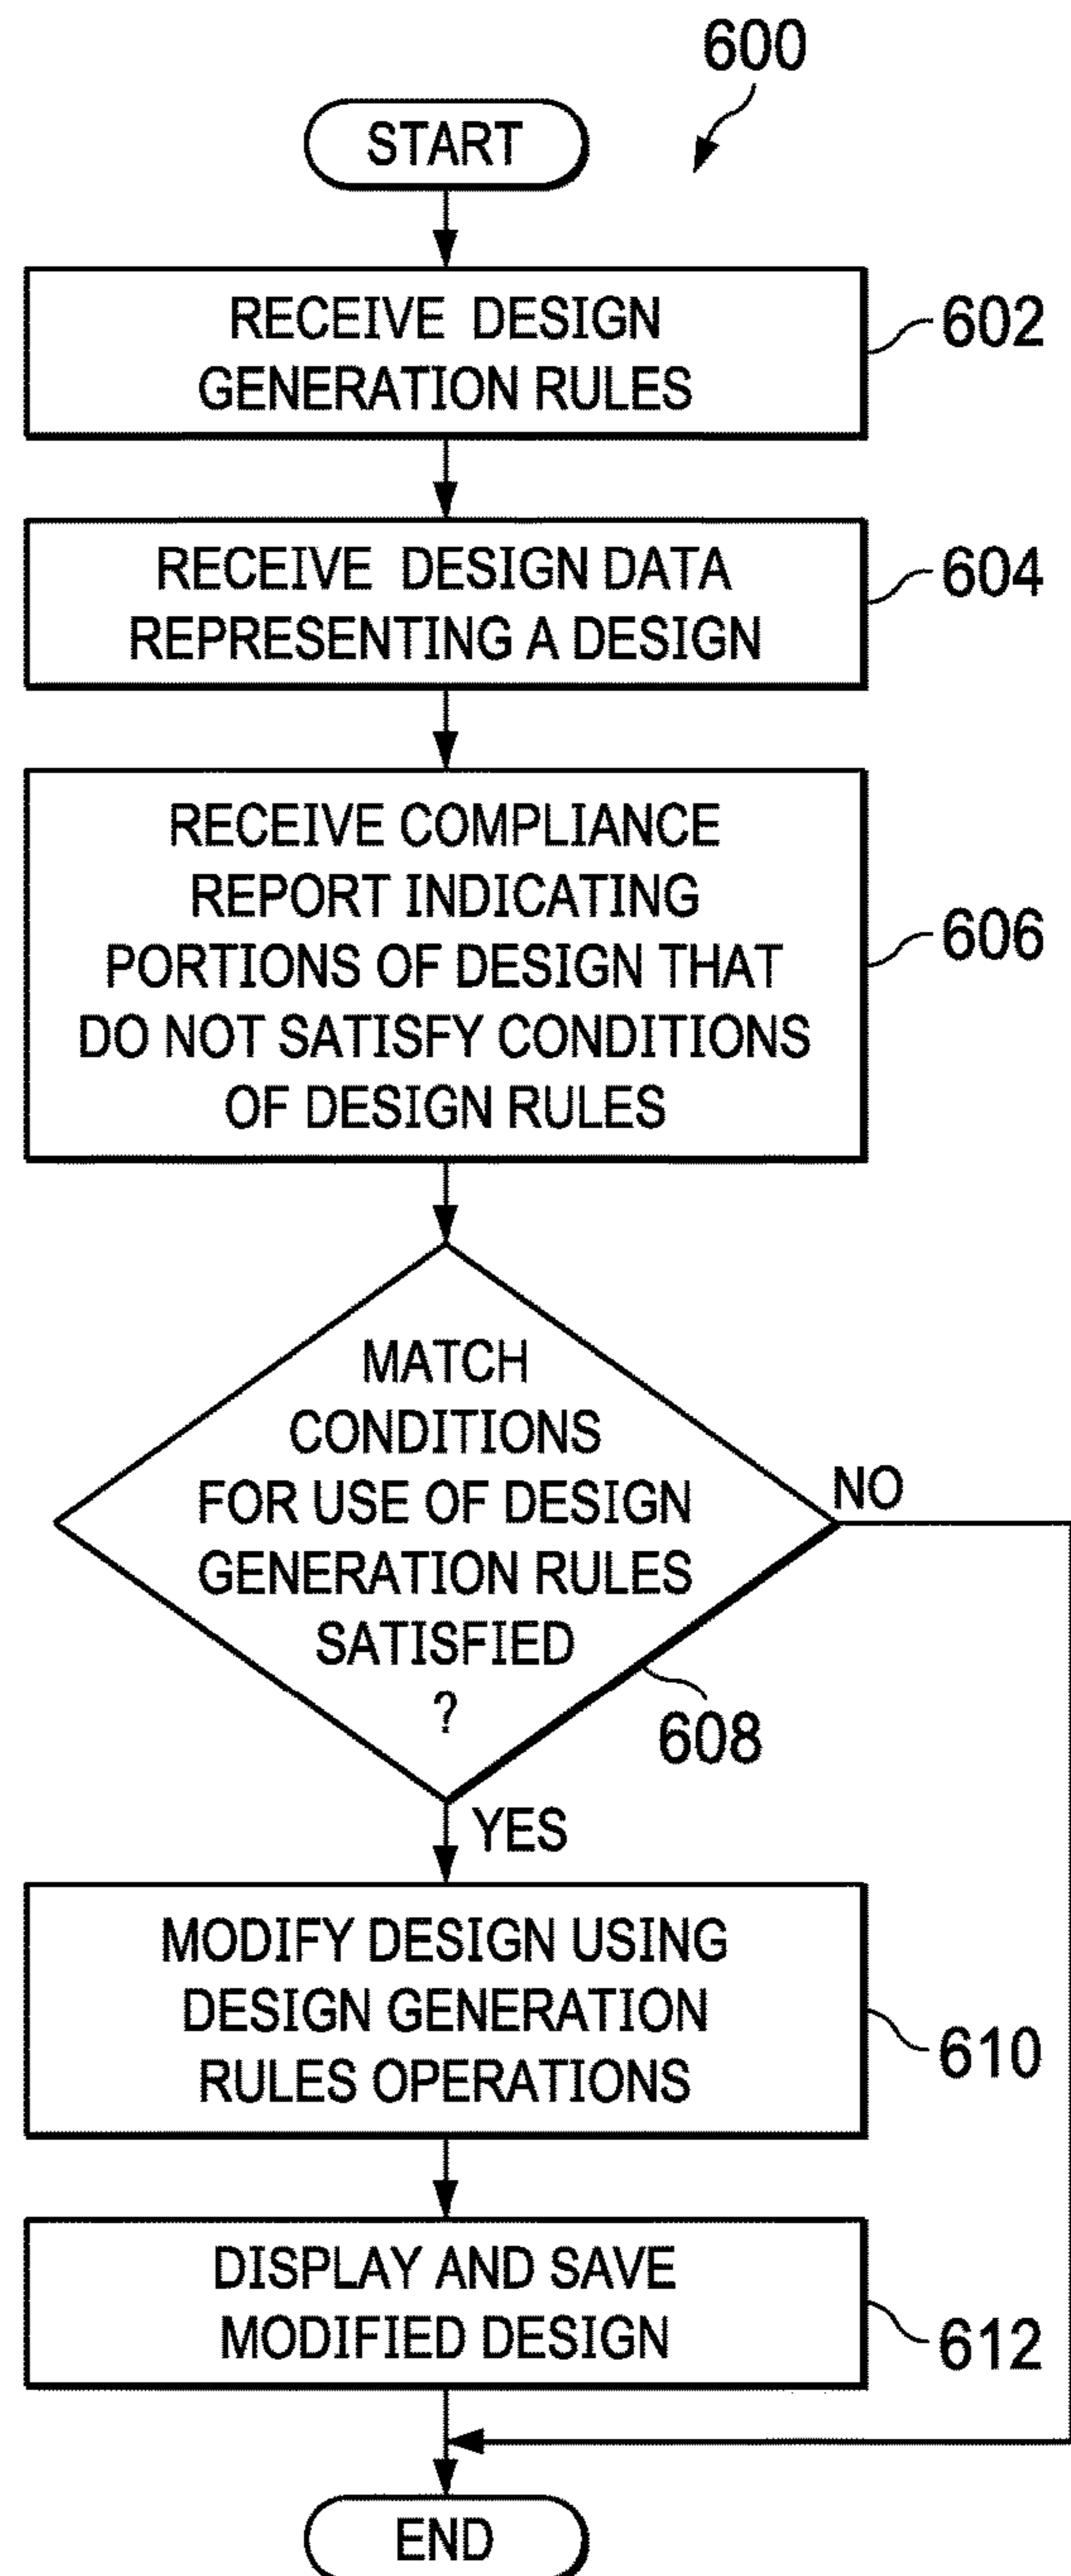 600
START
RECEIVE DESIGN
GENERATION RULES
602
RECEIVE DESIGN DATA
REPRESENTING A DESIGN
604
RECEIVE COMPLIANCE
REPORT INDICATING
PORTIONS OF DESIGN THAT
DO NOT SATISFY CONDITIONS
OF DESIGN RULES
606
MATCH
CONDITIONS
FOR USE OF DESIGN
GENERATION RULES
SATISFIED
?
NO
608
YES
MODIFY DESIGN USING
DESIGN GENERATION
RULES OPERATIONS
610
DISPLAY AND SAVE
MODIFIED DESIGN
612
END